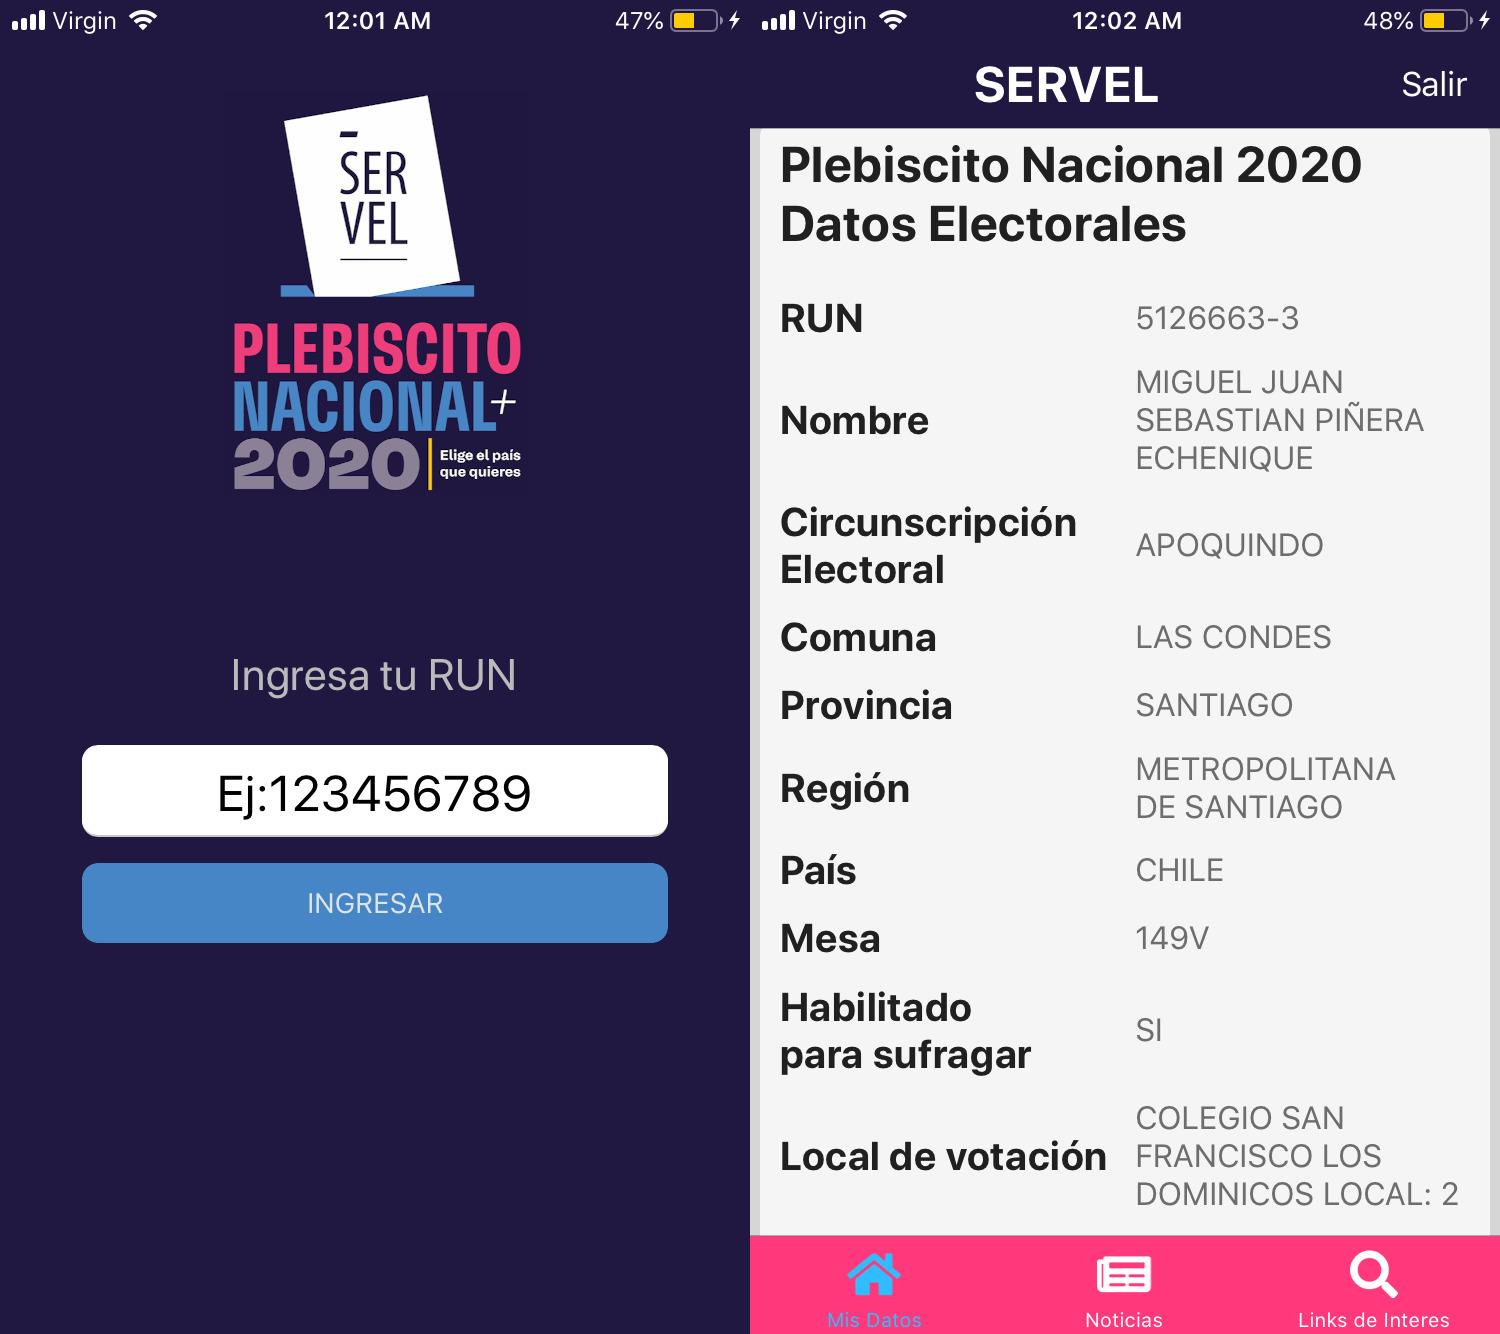 Virgin
12:01 AM
47%
SER
VEL
PLEBISCITO
NACIONAL+
2020
Elige el país
que quieres
Ingresa tu RUN
Ej:123456789
INGRESAR
Virgin
12:02 AM
48%
SERVEL
Salir
Plebiscito Nacional 2020
Datos Electorales
RUN
5126663-3
Nombre
MIGUEL JUAN
SEBASTIAN PIÑERA
ECHENIQUE
Circunscripción
Electoral
APOQUINDO
Comuna
LAS CONDES
Provincia
SANTIAGO
Región
METROPOLITANA
DE SANTIAGO
País
CHILE
Mesa
149V
Habilitado
para sufragar
SI
Local de votación
COLEGIO SAN
FRANCISCO LOS
DOMINICOS LOCAL: 2
Mis Datos
Noticias
Links de Interes